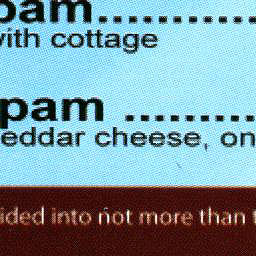 pam..........
with cottage
pam ..........
eddar cheese, on
ided into not more than